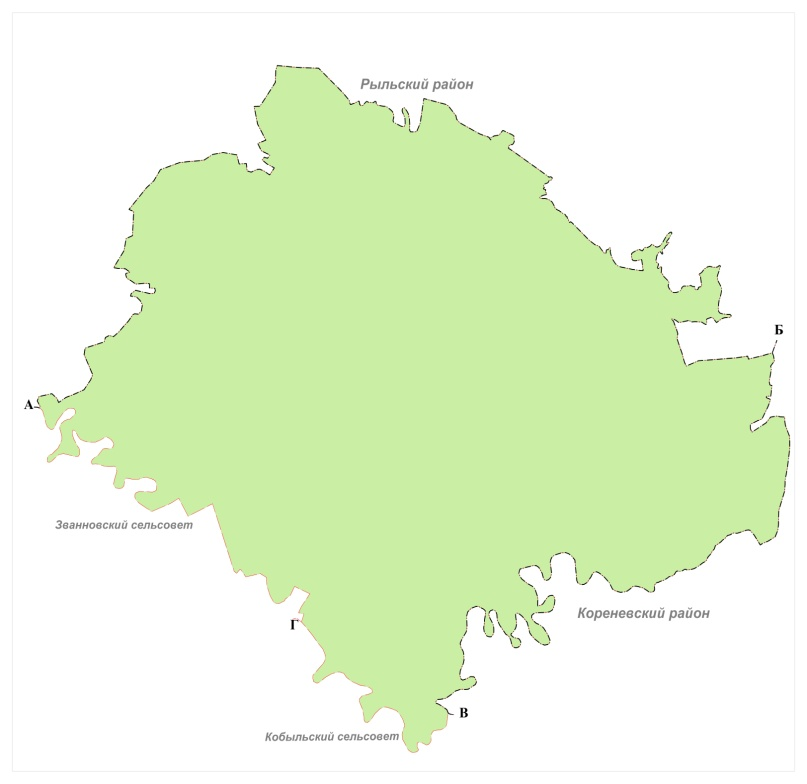 Рыльский район
Б
А
Званновский сельсовет
Кореневский район
Г
В
Кобыльский сельсовет